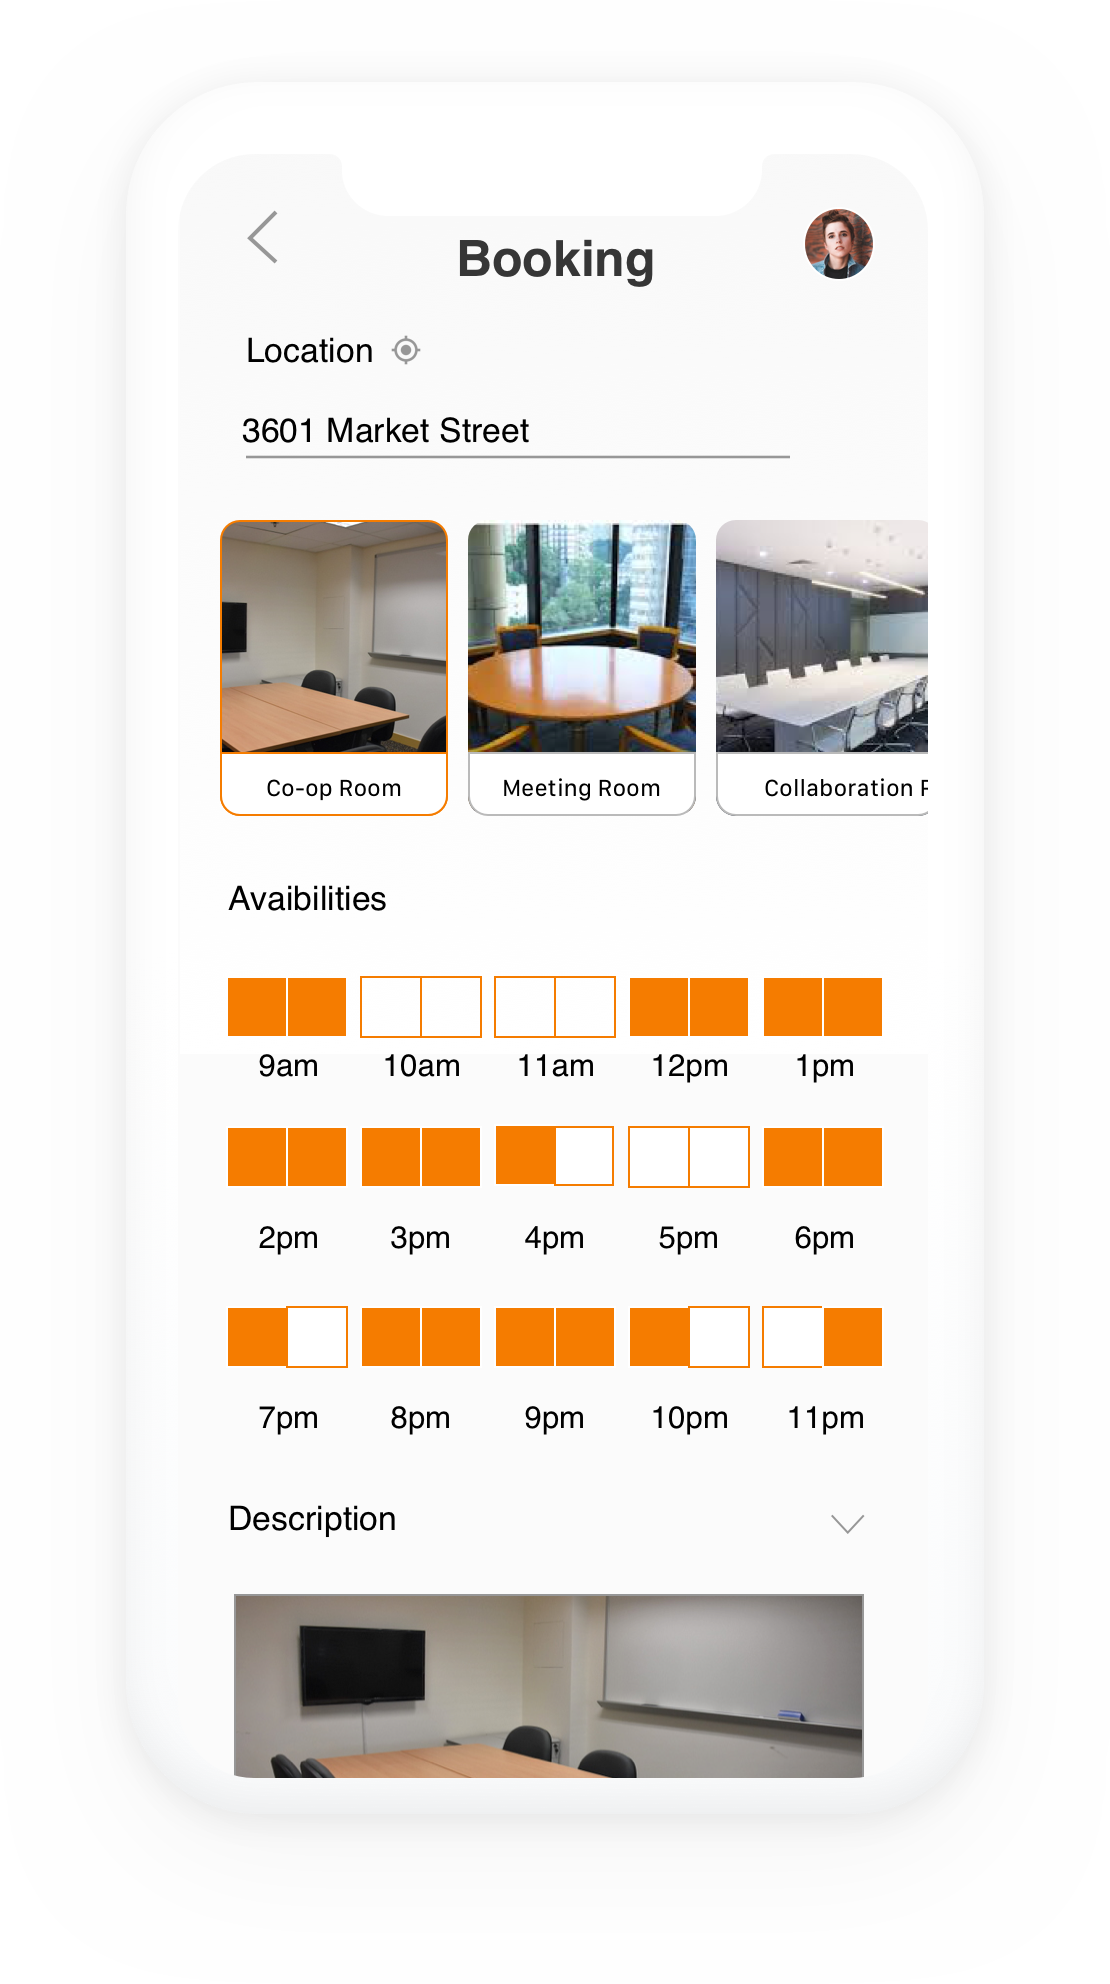 Booking
Location
3601 Market Street
Co-op Room
Meeting Room
Collaboration
Avaibilities
9am 10am 11am 12pm 1pm
2pm 3pm 4pm 5pm 6pm
7pm 8pm 9pm 10pm 11pm
Description